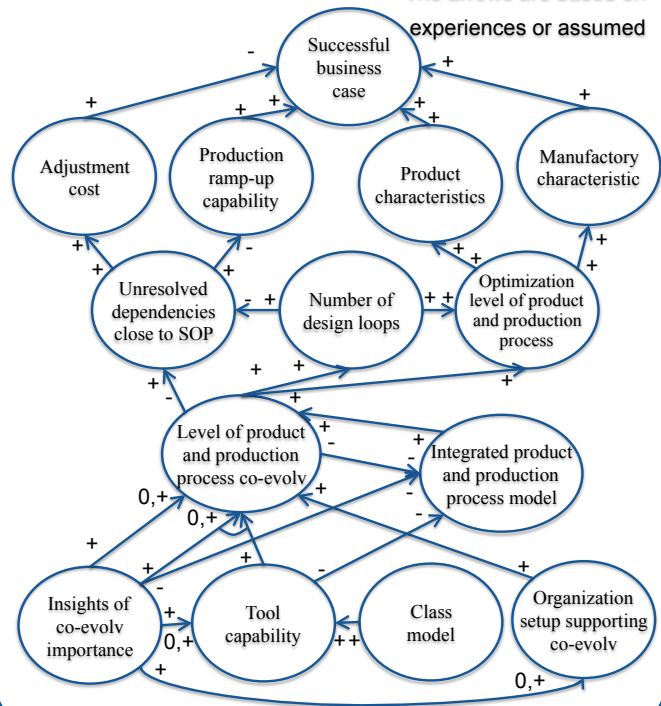 experiences or assumed
Successful
business
case
-
+
+
+
+
+
+
+
Adjustment
cost
Production
ramp-up
capability
Product
characteristics
Manufactory
characteristic
+
+
-
+
+
+
+
+
Unresolved
dependencies
close to SOP
-
+
Number of
design loops
+
+
Optimization
level of product
and production
process
+
-
+
+
+
+
Level of product
and production
process co-evolv
+
-
+
-
-
-
Integrated product
and production
process model
0,+
0,+
+
-
+
+
-
+
+
Insights of
co-evolv
importance
+
0,+
Tool
capability
++
Class
model
Organization
setup supporting
co-evolv
+
0,+